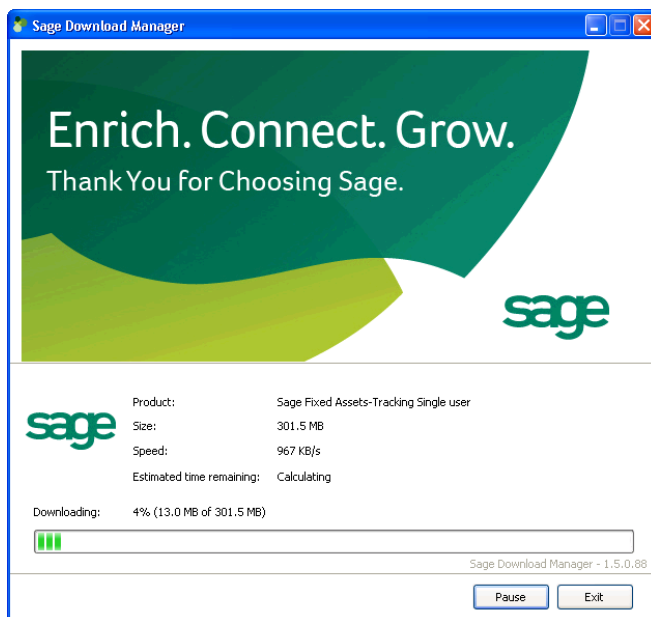 Sage Download Manager
Enrich. Connect. Grow.
Thank You for Choosing Sage.
sage
sage
Product: Sage Fixed Assets-Tracking Single user
Size: 301.5 MB
Speed: 967 KB/s
Estimated time remaining: Calculating
Downloading: 4% (13.0 MB of 301.5 MB)
Sage Download Manager - 1.5.0.88
Pause Exit